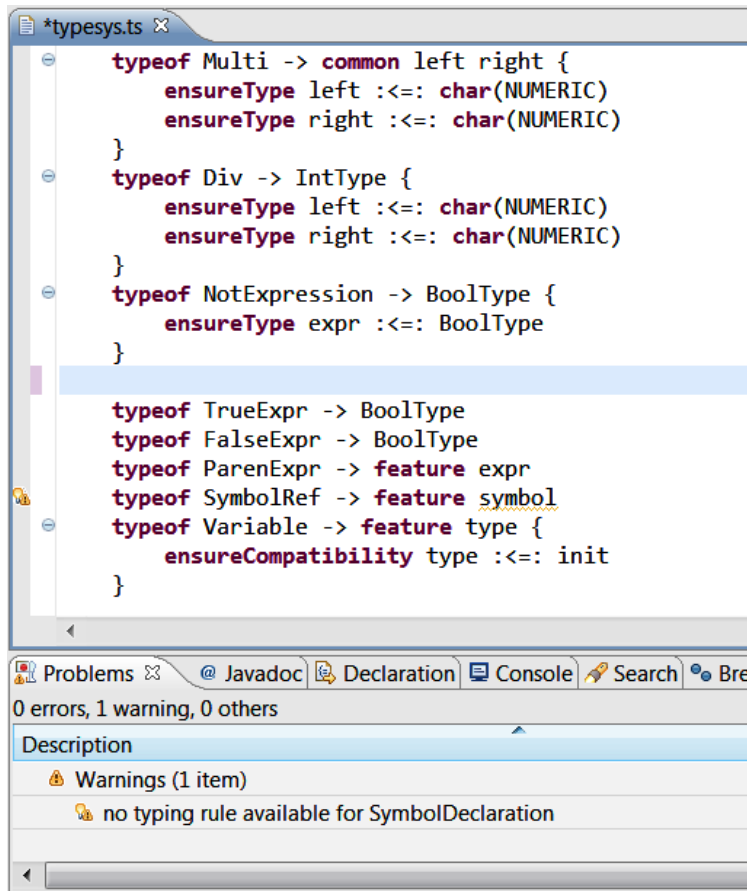 *typesys.ts
typeof Multi -> common left right {
ensureType left :<=: char(NUMERIC)
ensureType right :<=: char(NUMERIC)
}
typeof Div -> IntType {
ensureType left :<=: char(NUMERIC)
ensureType right :<=: char(NUMERIC)
}
typeof NotExpression -> BoolType {
ensureType expr :<=: BoolType
}
typeof TrueExpr -> BoolType
typeof FalseExpr -> BoolType
typeof ParenExpr -> feature expr
typeof SymbolRef -> feature symbol
typeof Variable -> feature type {
ensureCompatibility type :<=: init
}
Problems @ Javadoc Declaration Console Search Bre
0 errors, 1 warning, 0 others
Description
Warnings (1 item)
no typing rule available for SymbolDeclaration